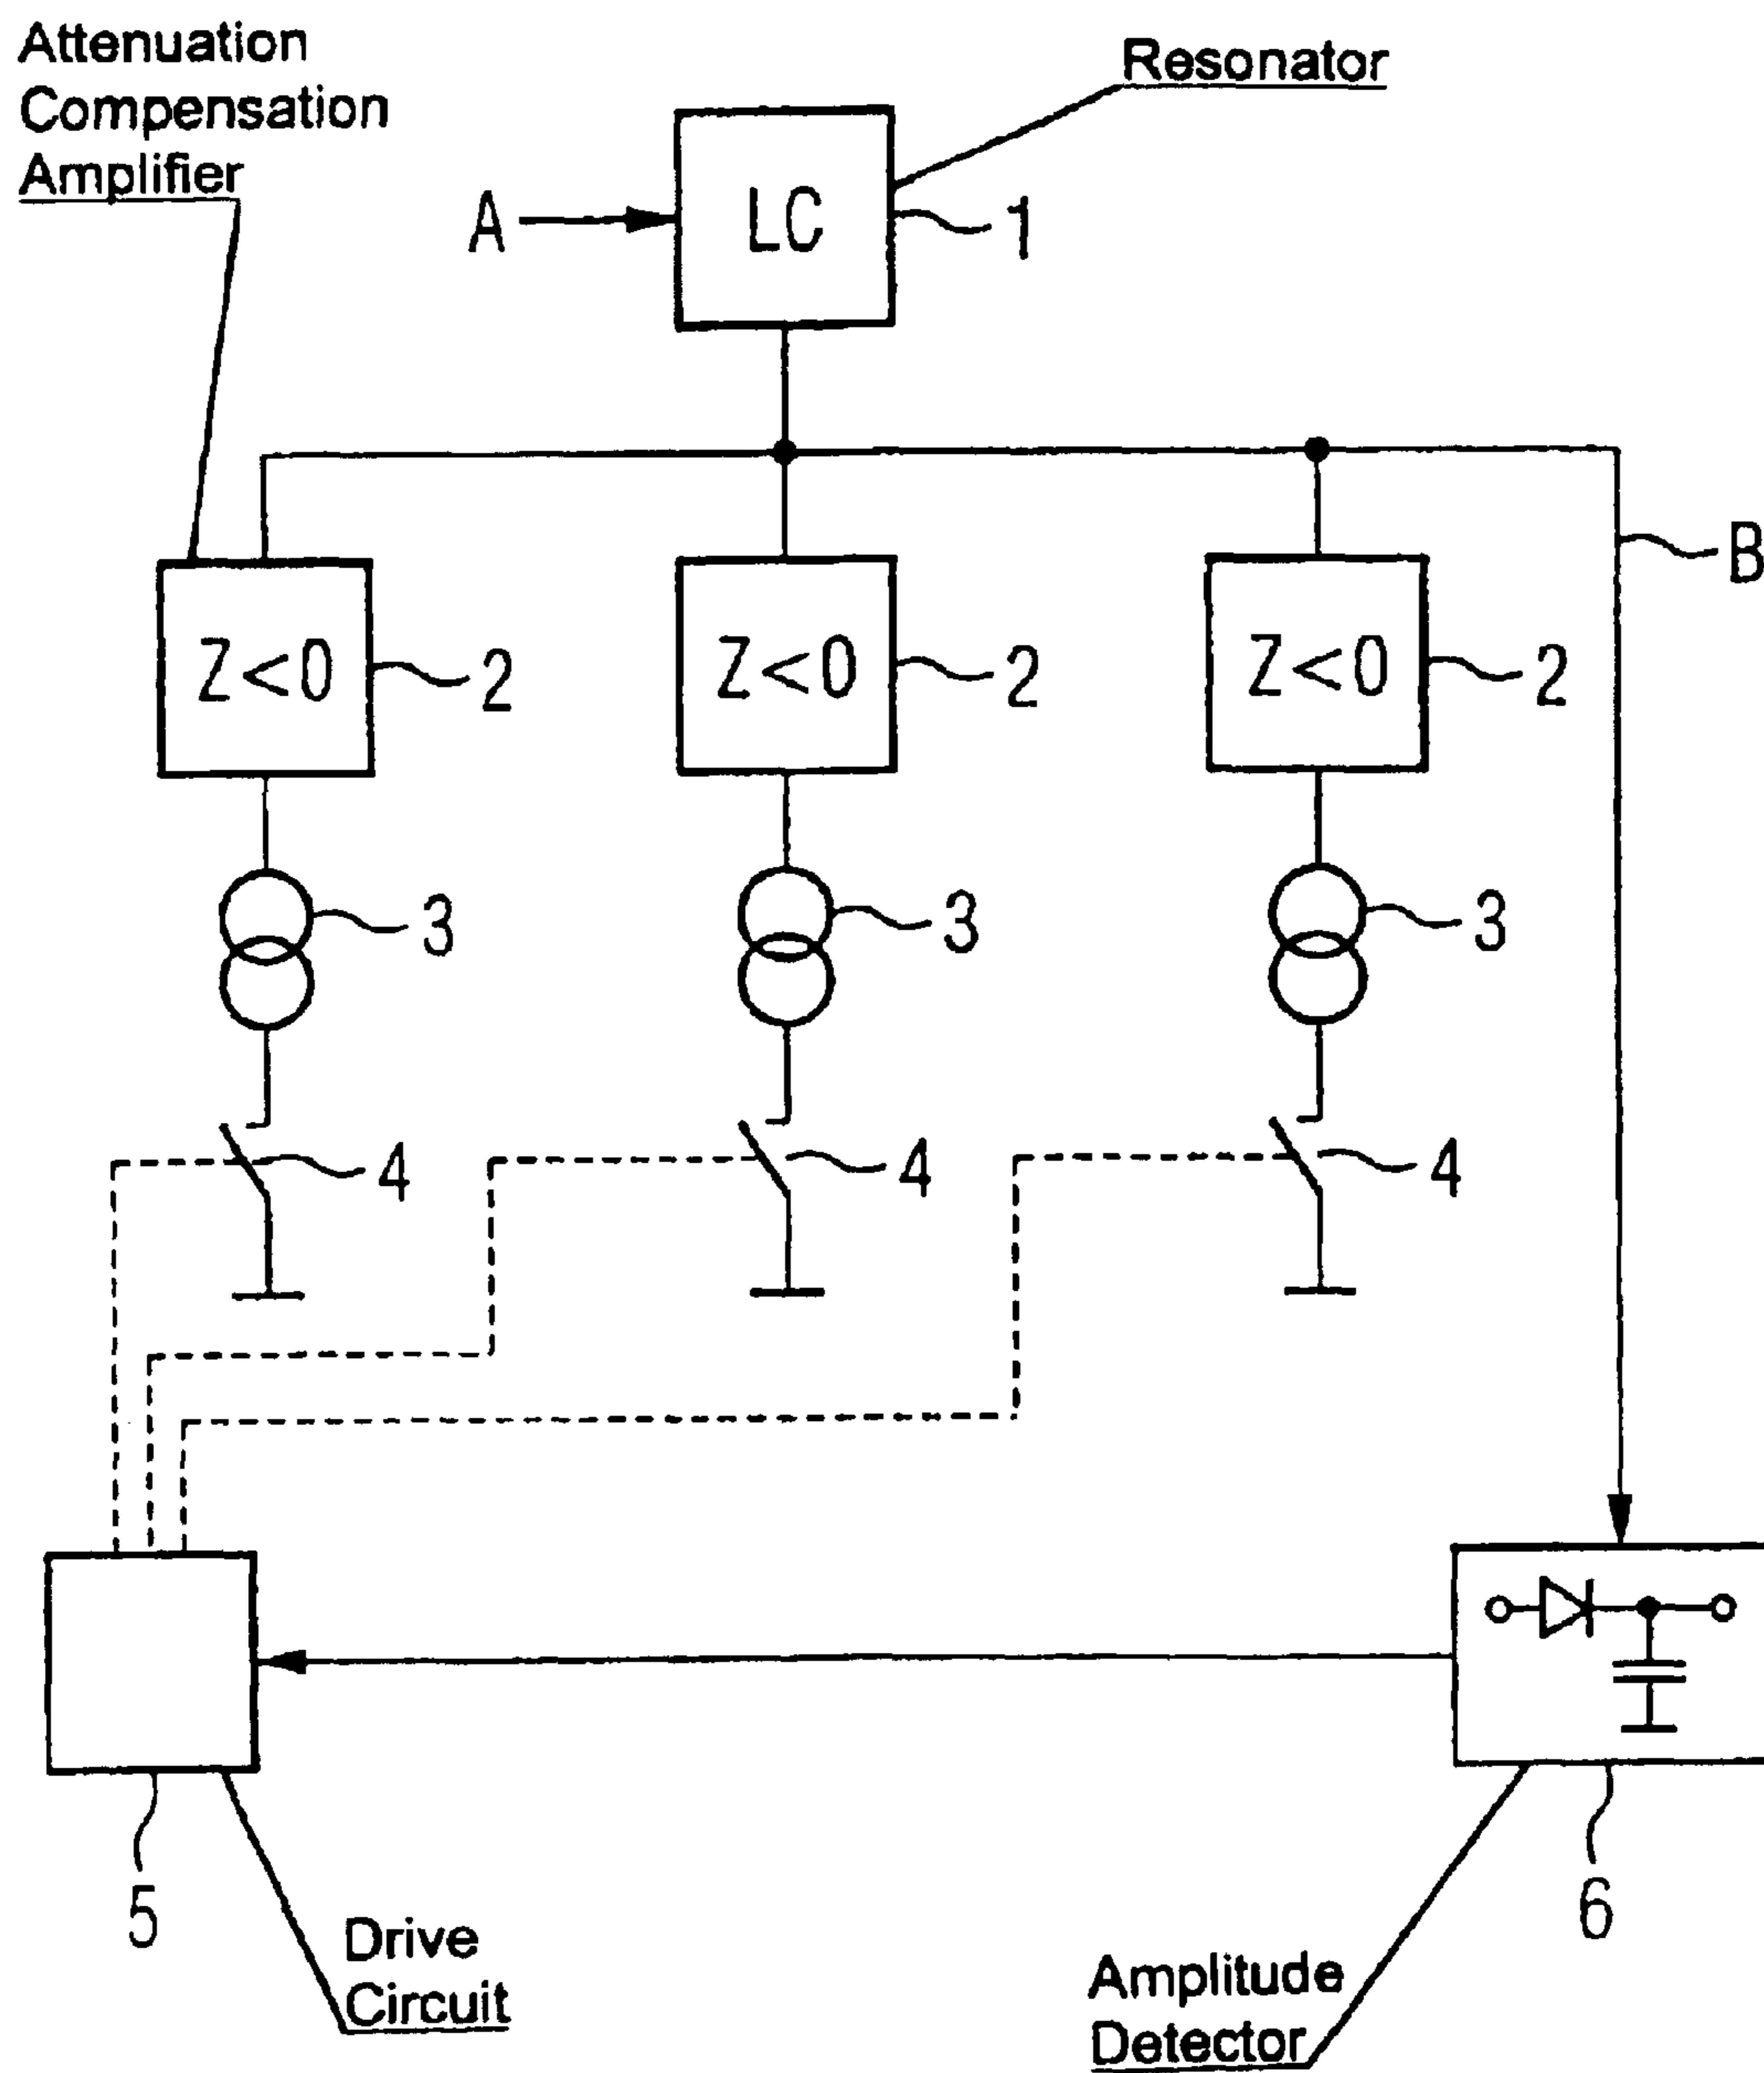 Attenuation
Compensation
Amplifier
Resonator
A
LC
1
B
Z<0
2
Z<0
2
Z<0
2
3
3
3
4
4
4
5
6
Drive
Circuit
Amplitude
Detector